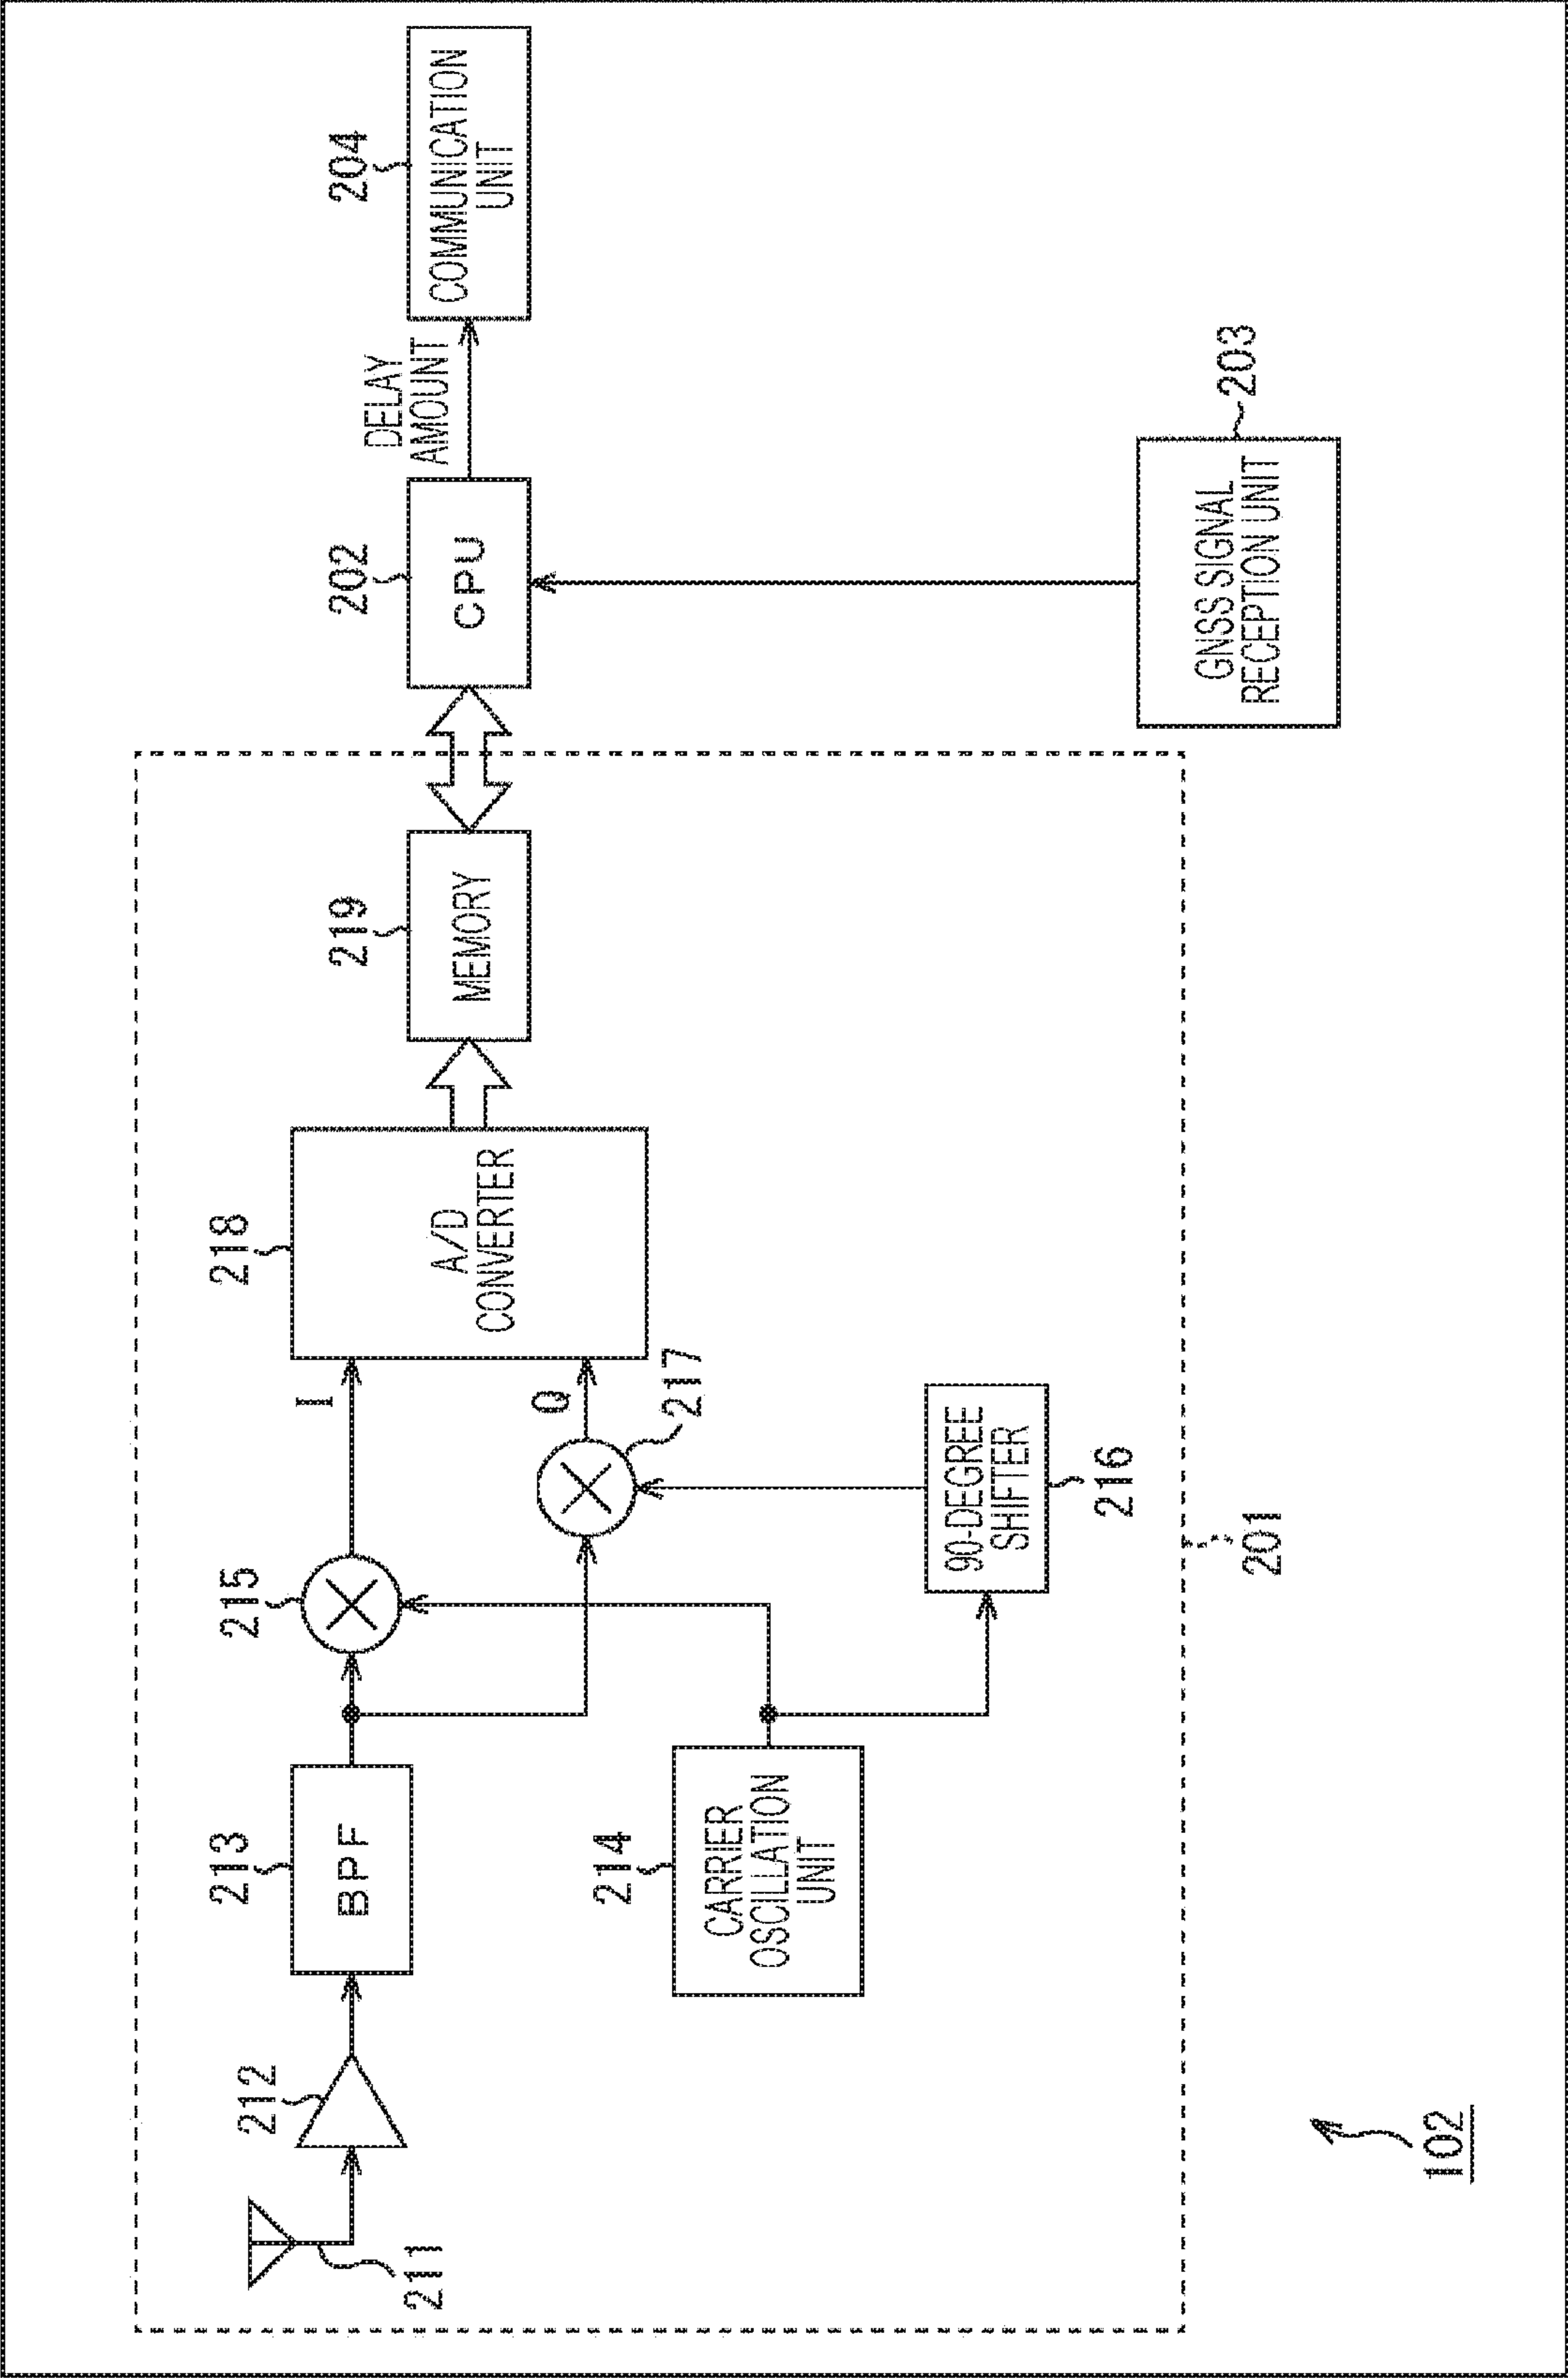 211
212
213
BPF
215
I
Q
217
218
A/D
CONVERTER
219
MEMORY
202
CPU
DELAY
AMOUNT
204
COMMUNICATION
UNIT
214
CARRIER
OSCILLATION
UNIT
90-DEGREE
SHIFTER
216
201
GNSS SIGNAL
RECEPTION UNIT
203
102